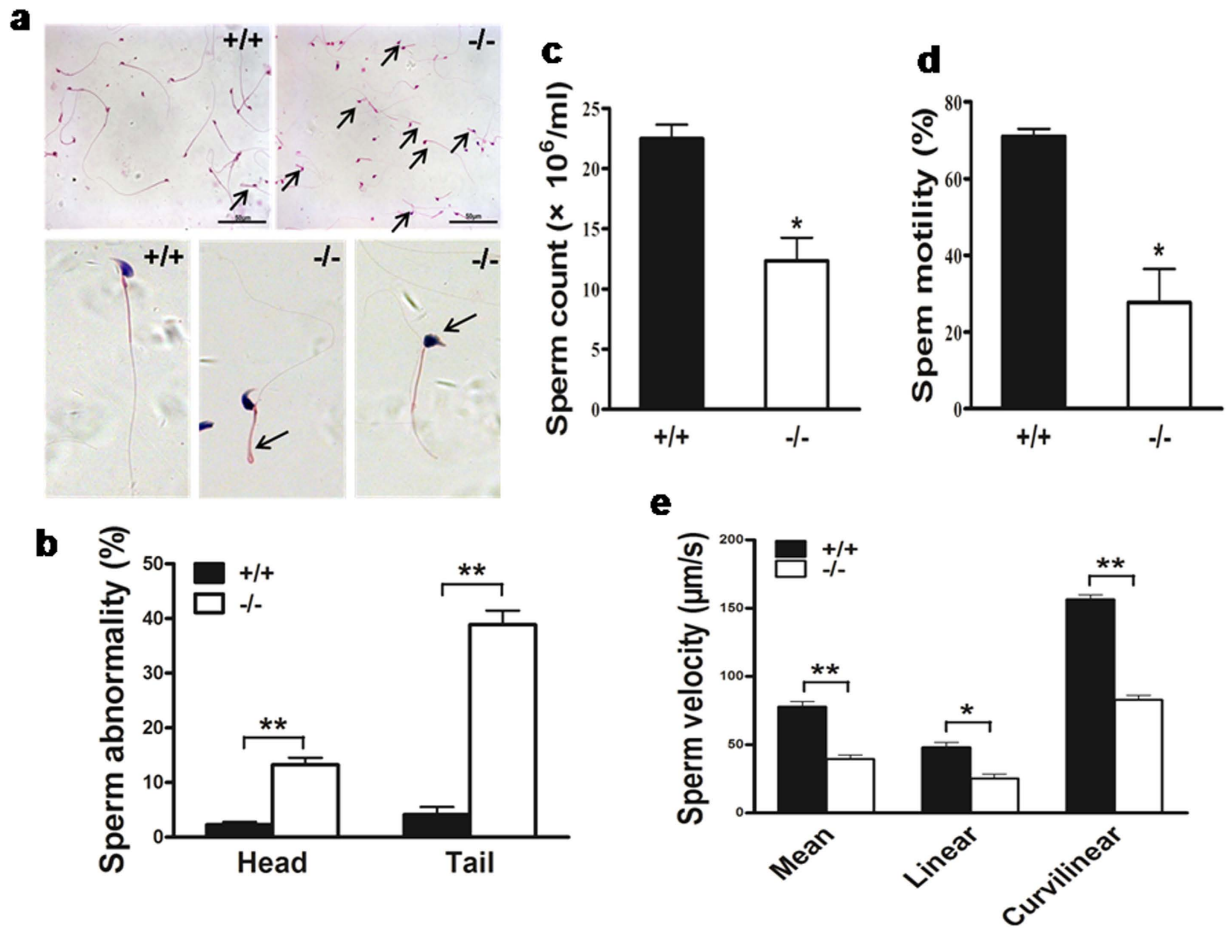 a
+/+
-/-
50μm
50μm
+/+
-/-
-/-
b
Sperm abnormality (%)
50
40
30
20
10
0
+/+
-/-
**
**
Head
Tail
c
Sperm count (× 10⁶/ml)
25
20
15
10
5
0
*
+/+
-/-
d
Spem motility (%)
80
60
40
20
0
*
+/+
-/-
e
Sperm velocity (μm/s)
200
150
100
50
0
+/+
-/-
**
*
**
Mean
Linear
Curvilinear